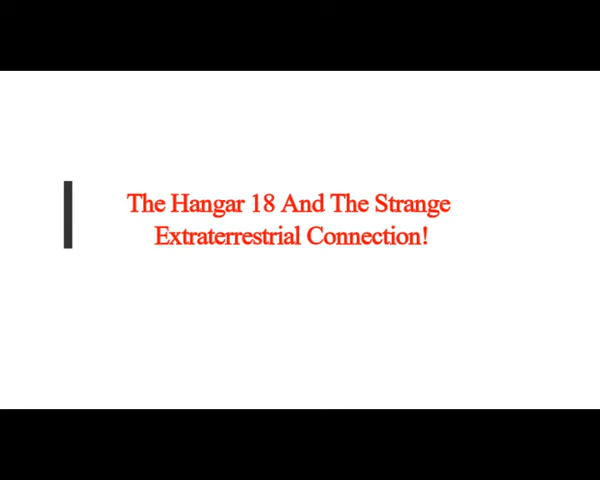 The Hangar 18 And The Strange
Extraterrestrial Connection!